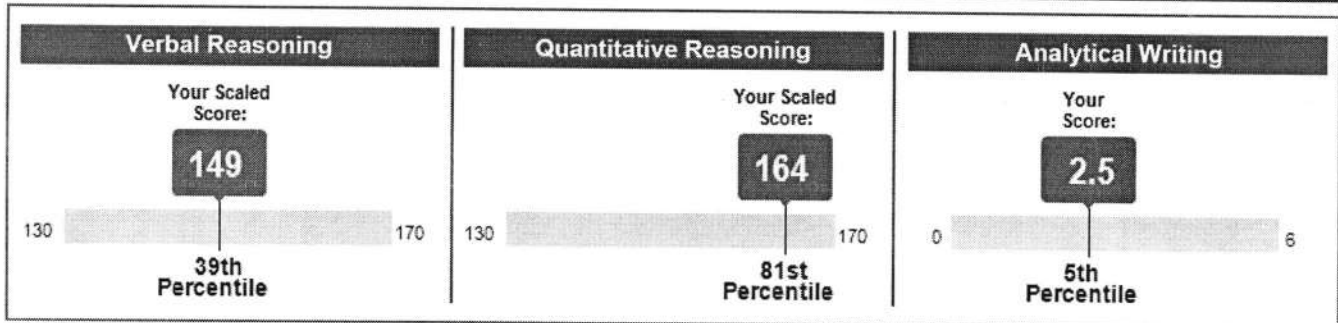 Verbal Reasoning
Your Scaled
Score:
149
130
170
39th
Percentile
Quantitative Reasoning
Your Scaled
Score:
164
130
170
81st
Percentile
Analytical Writing
Your
Score:
2.5
0
6
5th
Percentile